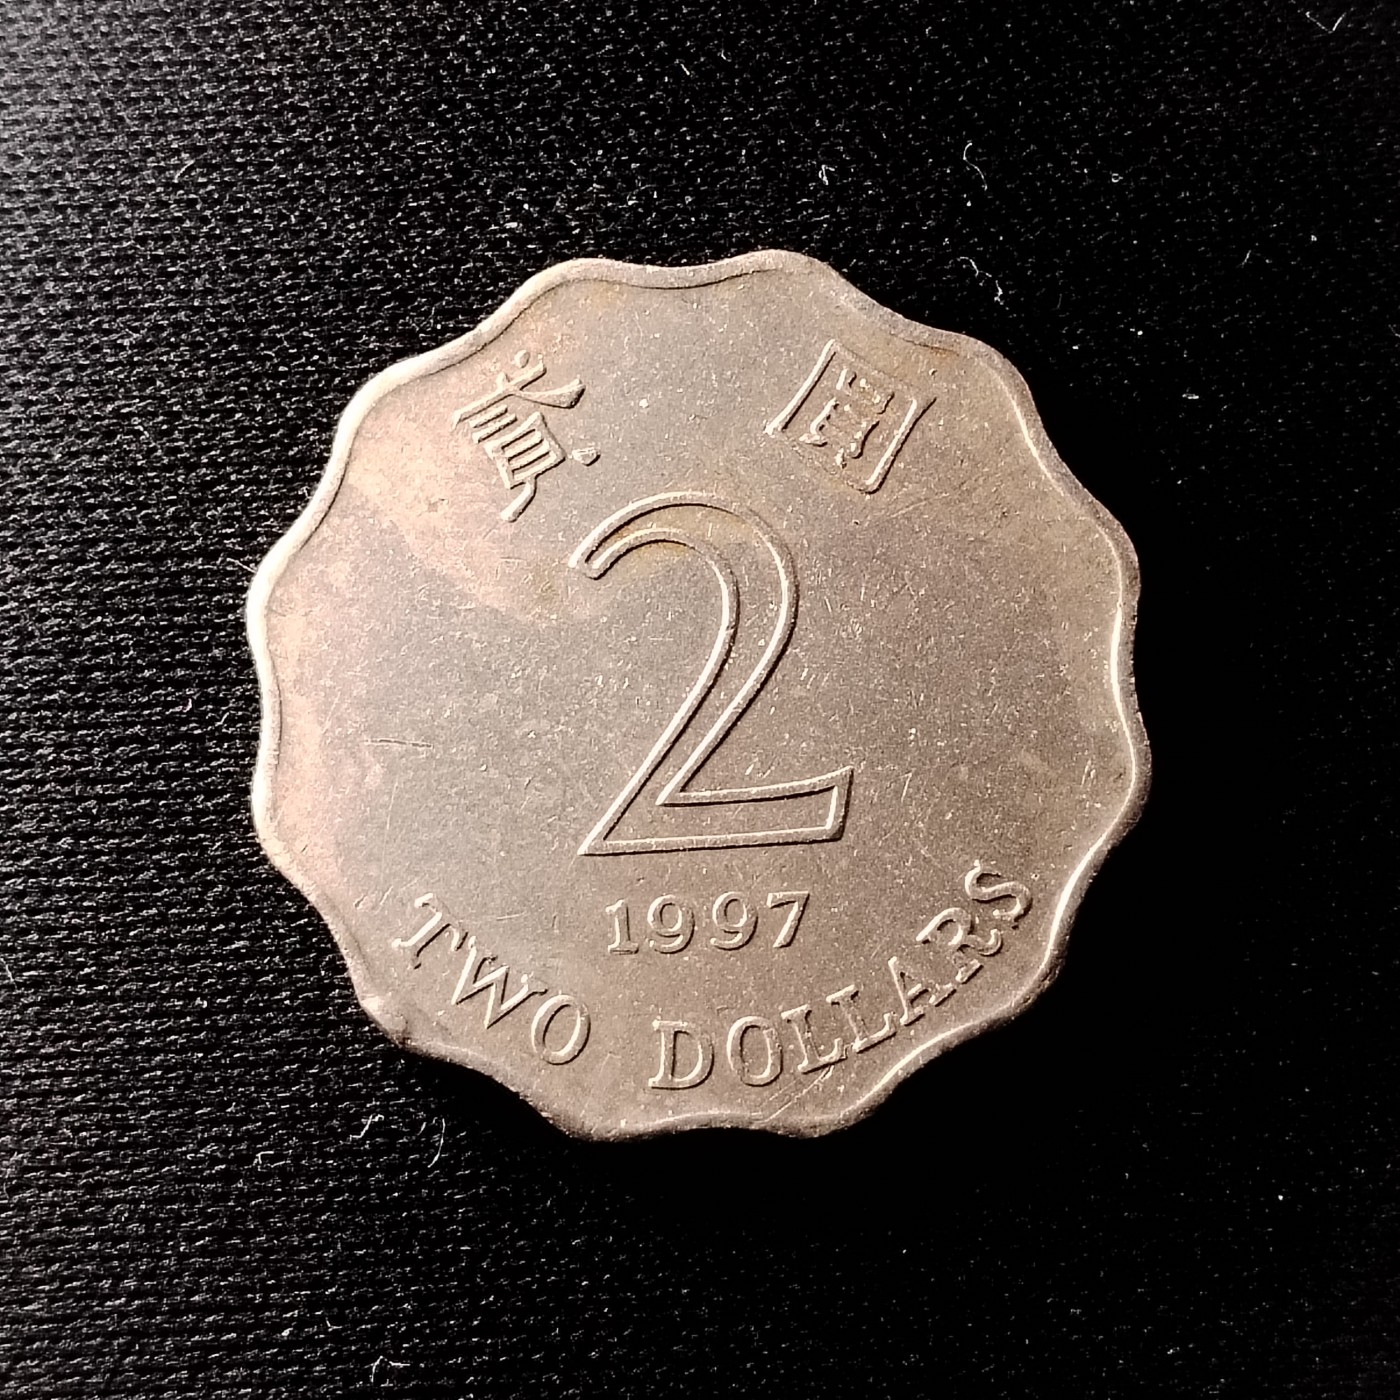 貳 圓
2
1997
TWO DOLLARS